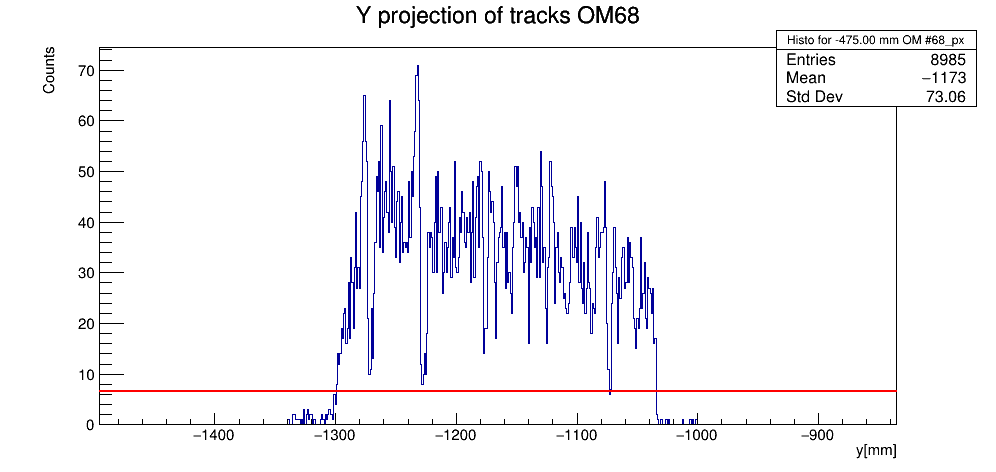 Y projection of tracks OM68
Histo for -475.00 mm OM #68_px
Entries 8985
Mean −1173
Std Dev 73.06
Counts
70
60
50
40
30
20
10
0
−1400 −1300 −1200 −1100 −1000 −900
y[mm]